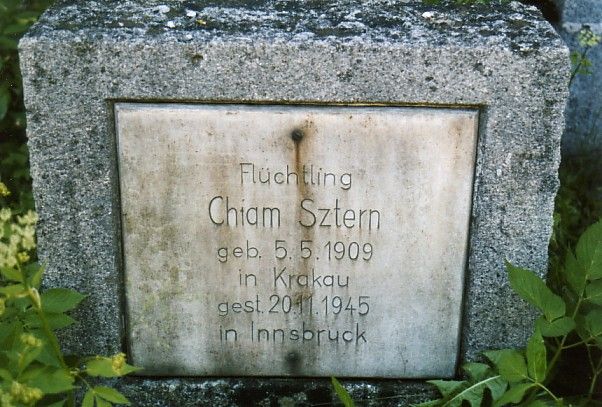 Flüchtling
Chiam Sztern
geb. 5.5.1909
in Krakau
gest. 20.11.1945
in Innsbruck